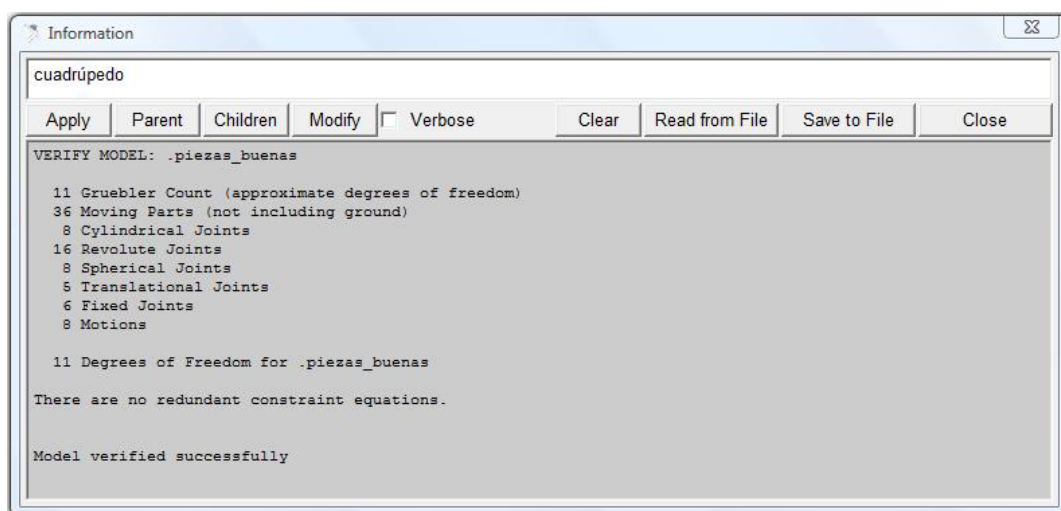 Information
cuadrúpedo
Apply Parent Children Modify Verbose Clear Read from File Save to File Close
VERIFY MODEL: .piezas_buenas
11 Gruebler Count (approximate degrees of freedom)
36 Moving Parts (not including ground)
8 Cylindrical Joints
16 Revolute Joints
8 Spherical Joints
5 Translational Joints
6 Fixed Joints
8 Motions
11 Degrees of Freedom for .piezas_buenas
There are no redundant constraint equations.
Model verified successfully